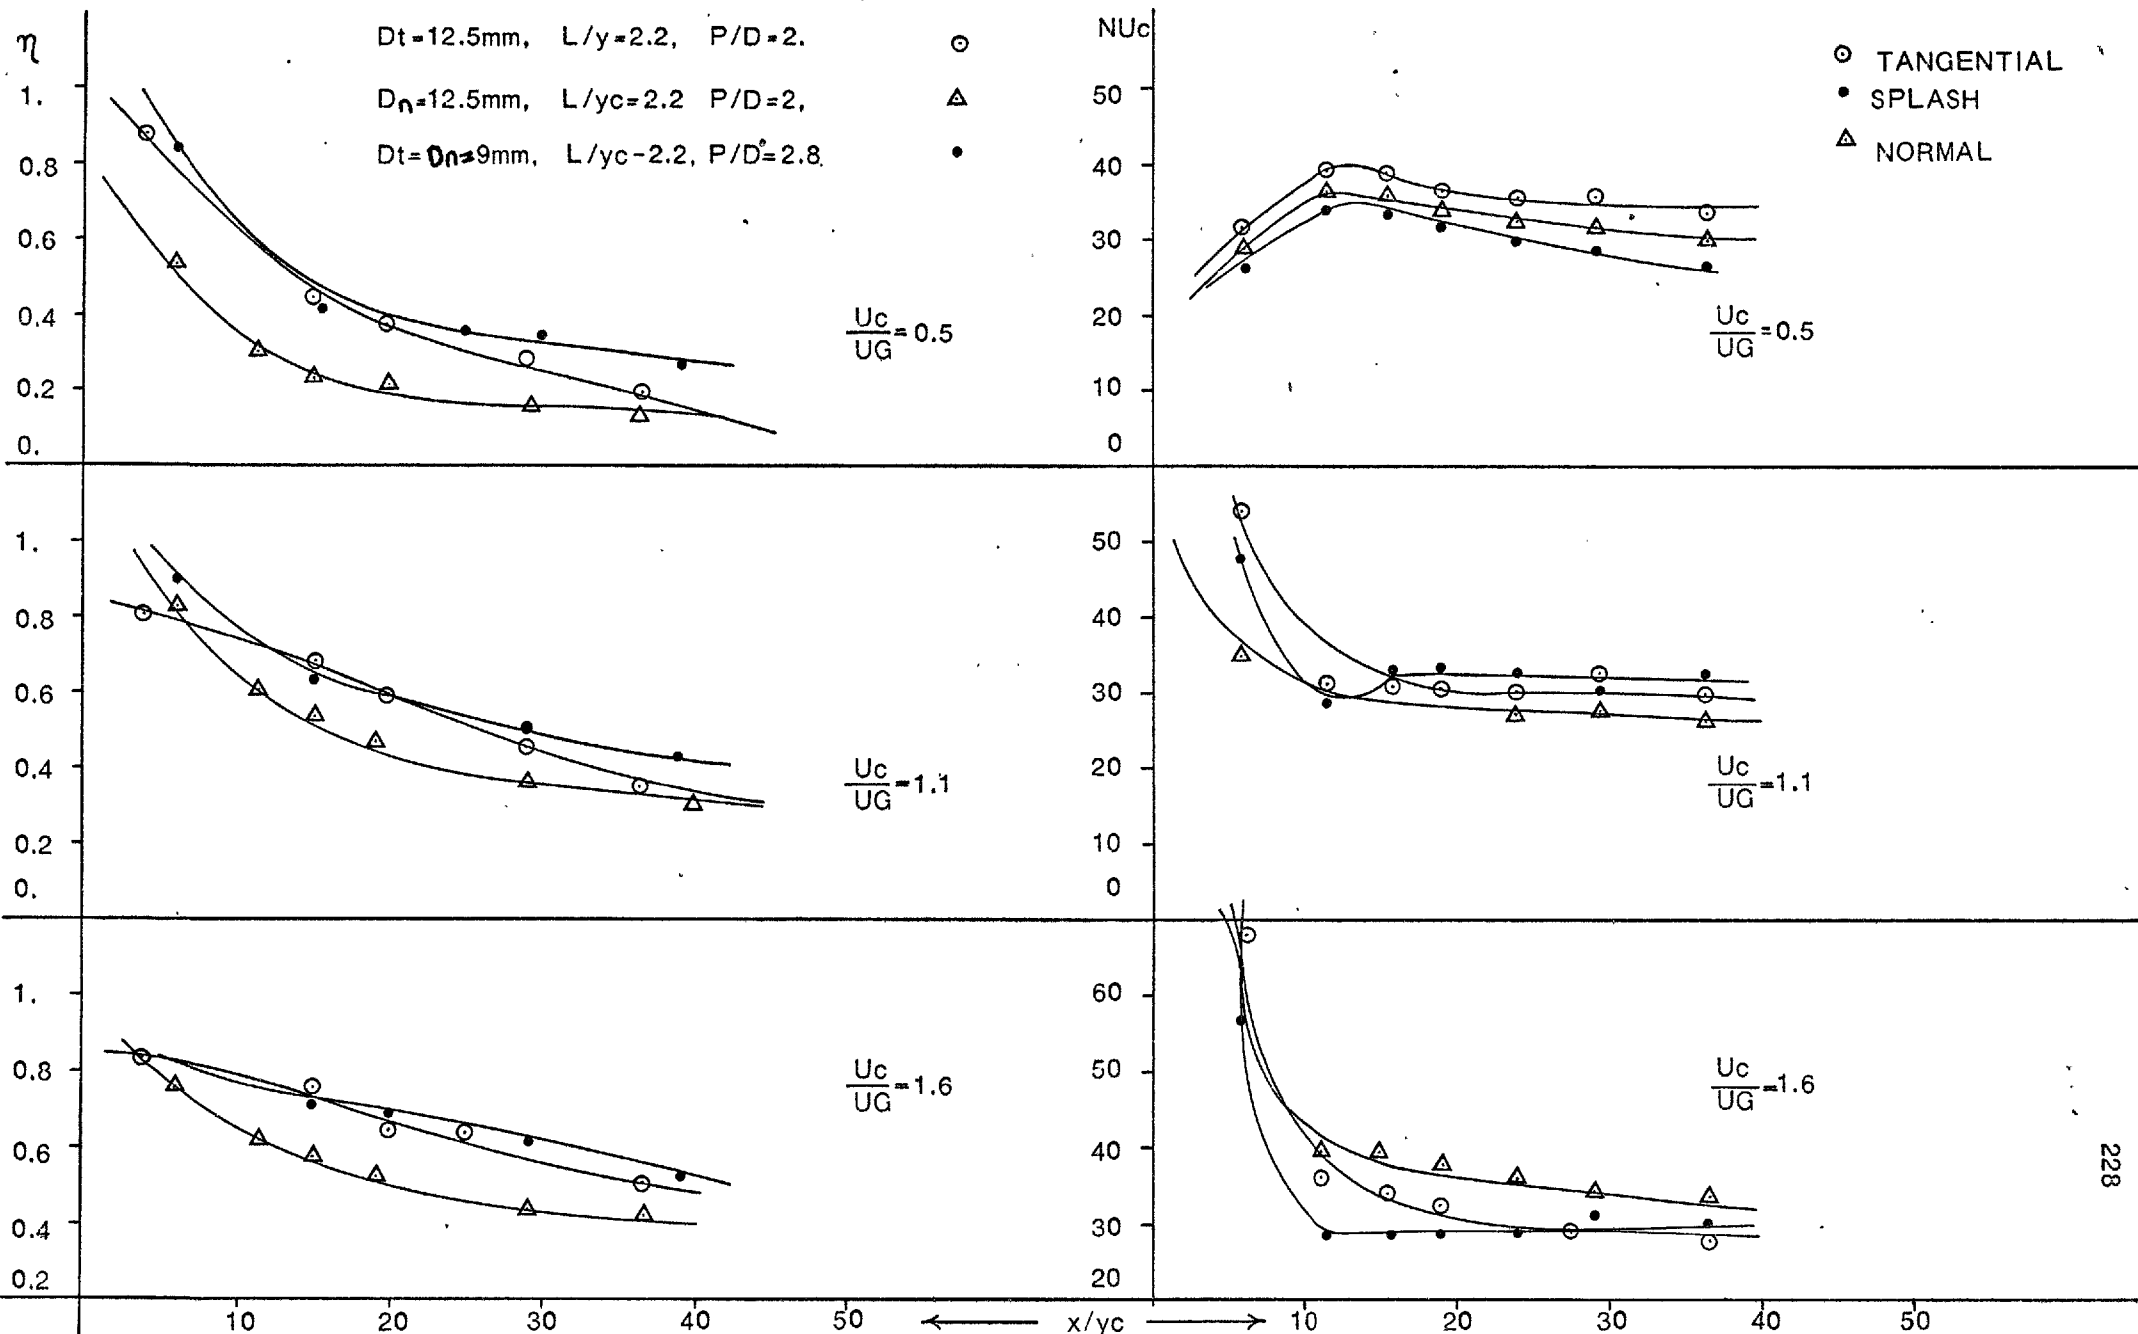 η
Dt=12.5mm, L/y=2.2, P/D=2.
Dn=12.5mm, L/yc=2.2 P/D=2,
Dt=Dn=9mm, L/yc-2.2, P/D=2.8.
1.
0.8
0.6
0.4
0.2
0.
Uc/UG=0.5
NUc
50
40
30
20
10
0
TANGENTIAL
SPLASH
NORMAL
Uc/UG=0.5
1.
0.8
0.6
0.4
0.2
0.
Uc/UG=1.1
50
40
30
20
10
0
Uc/UG=1.1
1.
0.8
0.6
0.4
0.2
Uc/UG=1.6
60
50
40
30
20
Uc/UG=1.6
10 20 30 40 50 x/yc 10 20 30 40 50
228